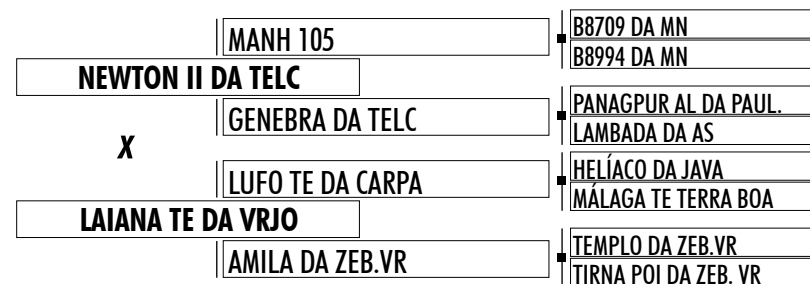 MANH 105
B8709 DA MN
B8994 DA MN
NEWTON II DA TELC
GENEBRA DA TELC
PANAGPUR AL DA PAUL.
LAMBADA DA AS
X
LUFO TE DA CARPA
HELÍACO DA JAVA
MÁLAGA TE TERRA BOA
LAIANA TE DA VRJO
AMILA DA ZEB.VR
TEMPLO DA ZEB.VR
TIRNA POI DA ZEB. VR